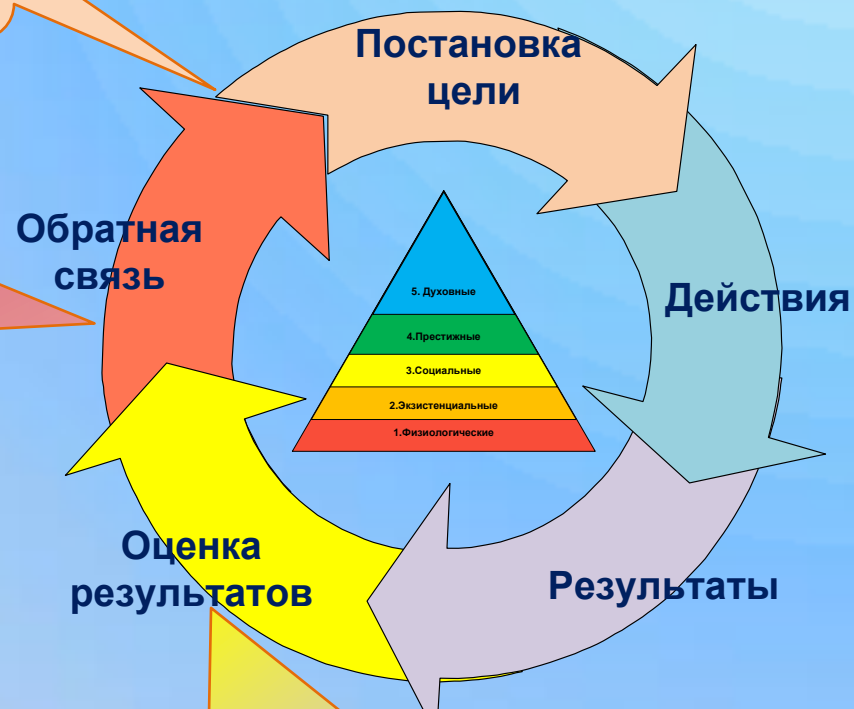 Постановка
цели
Обратная
связь
Действия
5. Духовные
4.Престижные
3.Социальные
2.Экзистенциальные
1.Физиологические
Оценка
результатов
Результаты